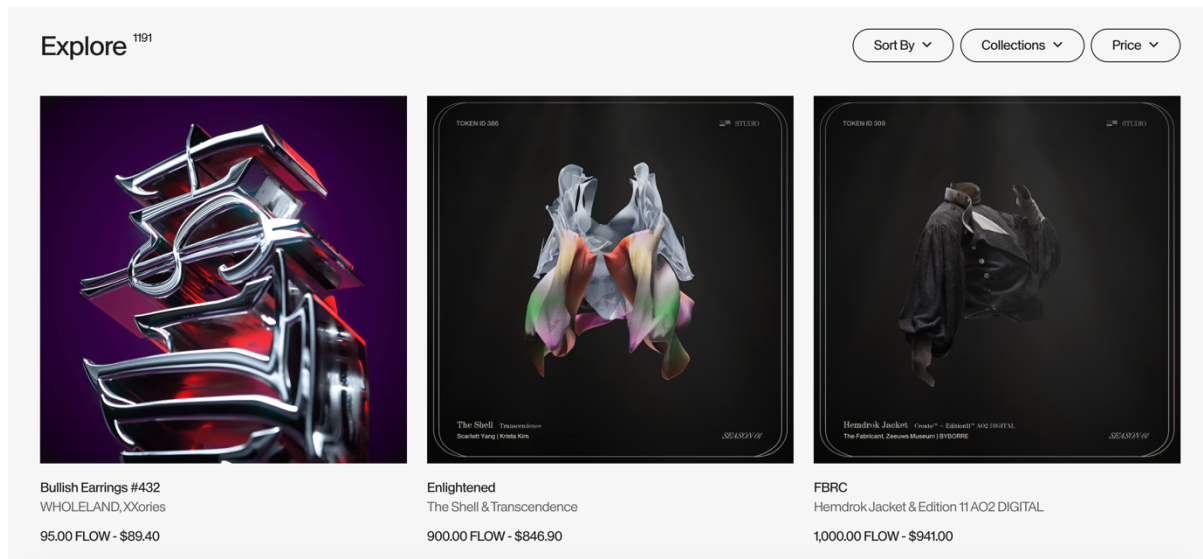 Explore 1191
Sort By
Collections
Price
TOKEN ID 386
STUDIO
TOKEN ID 309
STUDIO
The Shell Transcendence
Scarlett Yang | Krista Kim
SEASON 01
Hemdrok Jacket Create™ – Edition11™ AO2 DIGITAL
The Fabricant, Zeeuws Museum | BYBORRE
SEASON 01
Bullish Earrings #432
WHOLELAND, XXories
95.00 FLOW - $89.40
Enlightened
The Shell & Transcendence
900.00 FLOW - $846.90
FBRC
Hemdrok Jacket & Edition 11 AO2 DIGITAL
1,000.00 FLOW - $941.00